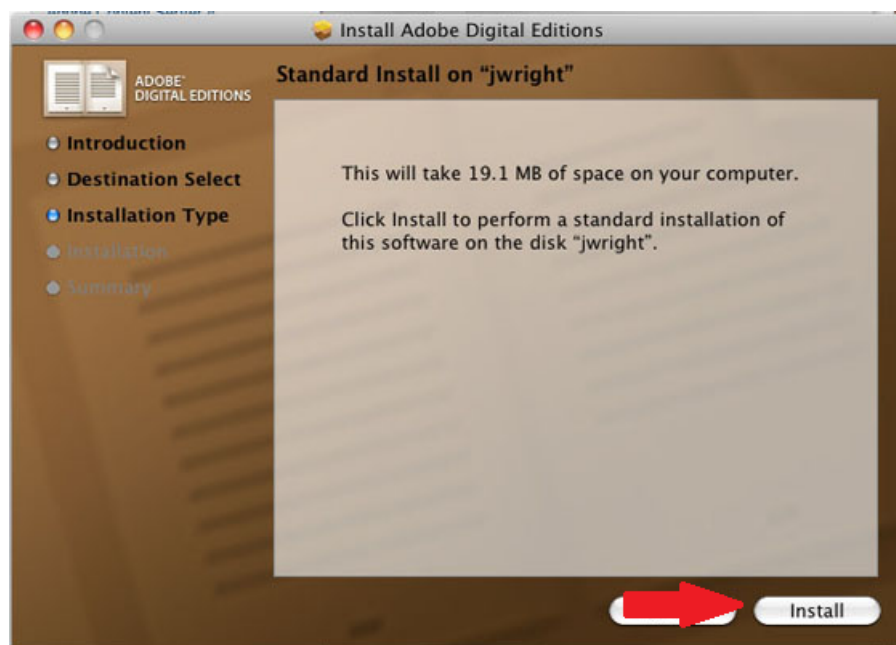 Install Adobe Digital Editions
ADOBE®
DIGITAL EDITIONS
Standard Install on “jwright”
Introduction
Destination Select
Installation Type
Installation
Summary
This will take 19.1 MB of space on your computer.
Click Install to perform a standard installation of
this software on the disk “jwright”.
Install